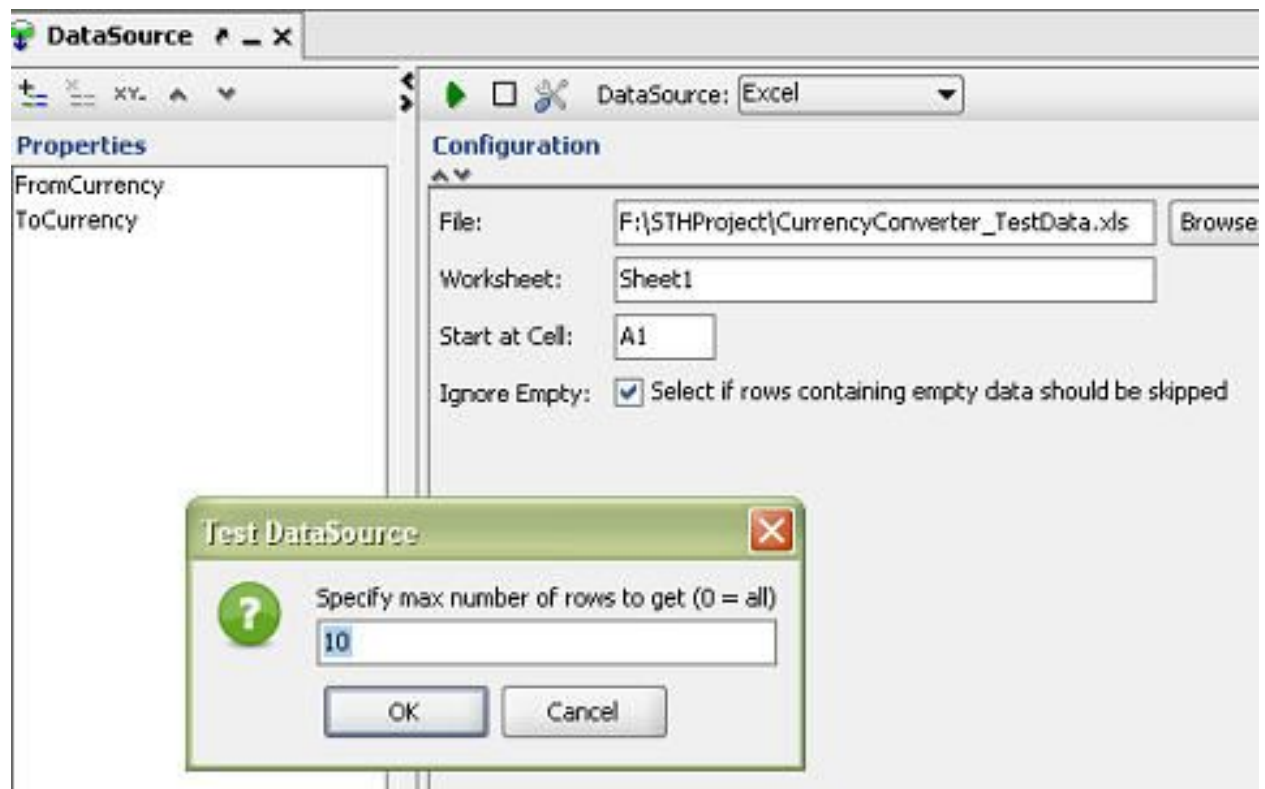 DataSource
XY- DataSource: Excel
Properties
Configuration
FromCurrency
ToCurrency
File: F:\STHProject\CurrencyConverter_TestData.xls Browse
Worksheet: Sheet1
Start at Cell: A1
Ignore Empty: Select if rows containing empty data should be skipped
Test DataSource
?
Specify max number of rows to get (0 = all)
10
OK Cancel